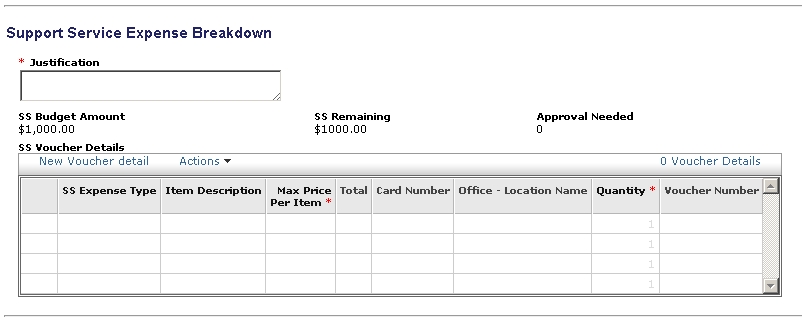 Support Service Expense Breakdown
* Justification
SS Budget Amount SS Remaining Approval Needed
$1,000.00 $1000.00 0
SS Voucher Details
New Voucher detail Actions 0 Voucher Details
SS Expense Type Item Description Max Price Per Item * Total Card Number Office - Location Name Quantity * Voucher Number
1
1
1
1